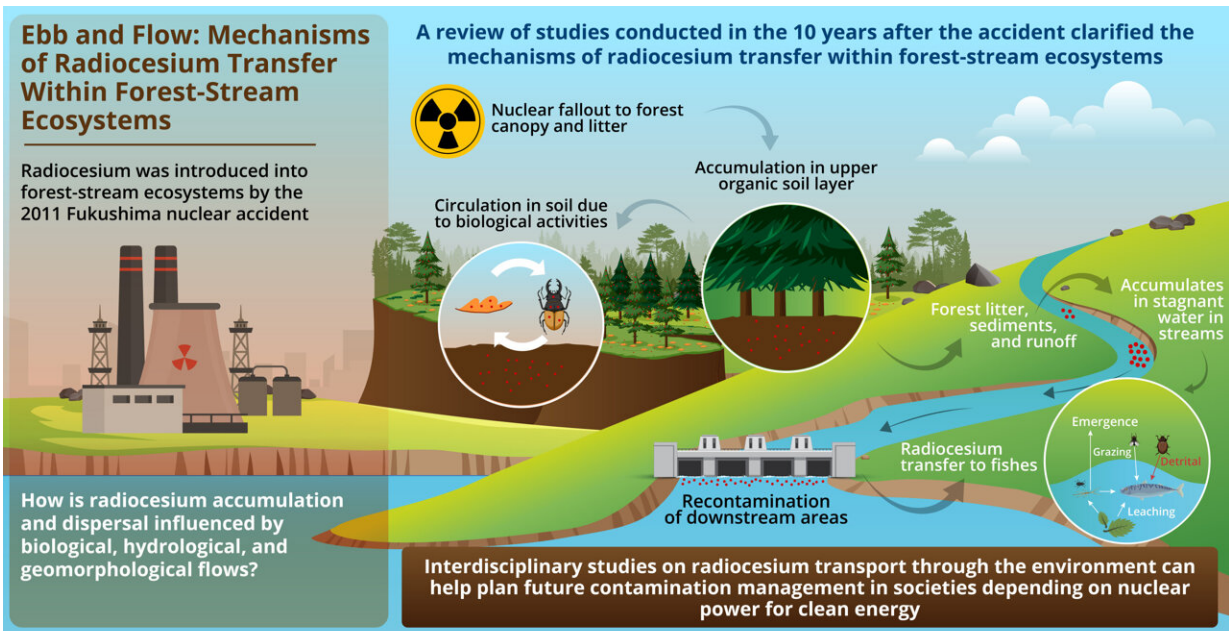 Ebb and Flow: Mechanisms
of Radiocesium Transfer
Within Forest-Stream
Ecosystems
Radiocesium was introduced into
forest-stream ecosystems by the
2011 Fukushima nuclear accident
How is radiocesium accumulation
and dispersal influenced by
biological, hydrological, and
geomorphological flows?
A review of studies conducted in the 10 years after the accident clarified the
mechanisms of radiocesium transfer within forest-stream ecosystems
Nuclear fallout to forest
canopy and litter
Accumulation in upper
organic soil layer
Circulation in soil due
to biological activities
Forest litter,
sediments,
and runoff
Accumulates
in stagnant
water in
streams
Emergence
Grazing
Detrital
Leaching
Radiocesium
transfer to fishes
Recontamination
of downstream areas
Interdisciplinary studies on radiocesium transport through the environment can
help plan future contamination management in societies depending on nuclear
power for clean energy